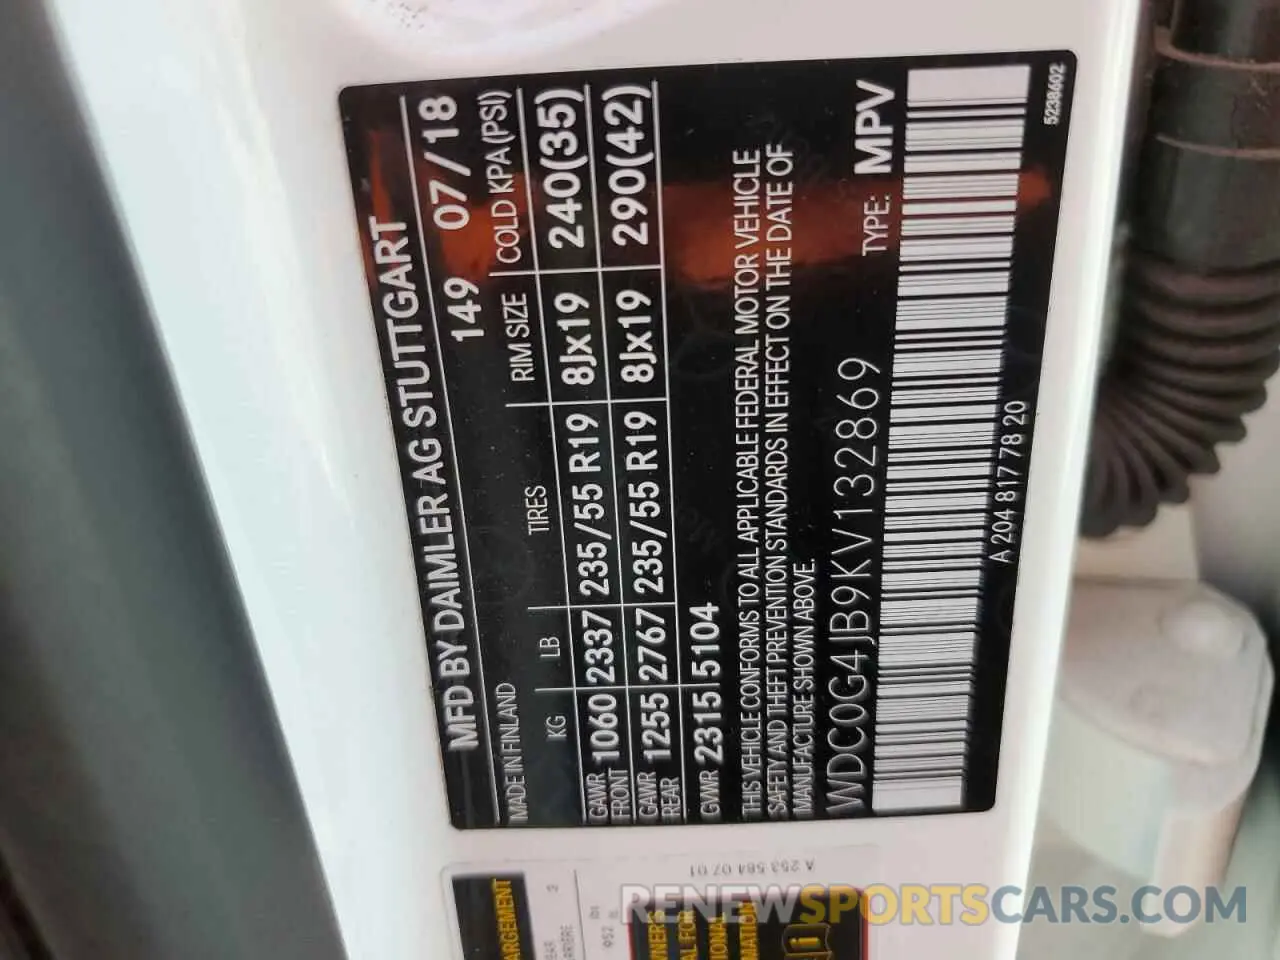 MFD BY DAIMLER AG STUTTGART
MADE IN FINLAND 149 07/18
KG LB TIRES RIM SIZE COLD KPA (PSI)
GAWR FRONT 1060 2337 235/55 R19 8Jx19 240(35)
GAWR REAR 1255 2767 235/55 R19 8Jx19 290(42)
GVWR 2315 5104
THIS VEHICLE CONFORMS TO ALL APPLICABLE FEDERAL MOTOR VEHICLE
SAFETY AND THEFT PREVENTION STANDARDS IN EFFECT ON THE DATE OF
MANUFACTURE SHOWN ABOVE.
WDC0G4JB9KV132869 TYPE: MPV
A 204 817 78 20
5238602
A 253 584 07 01
RENEWSPORTSCARS.COM